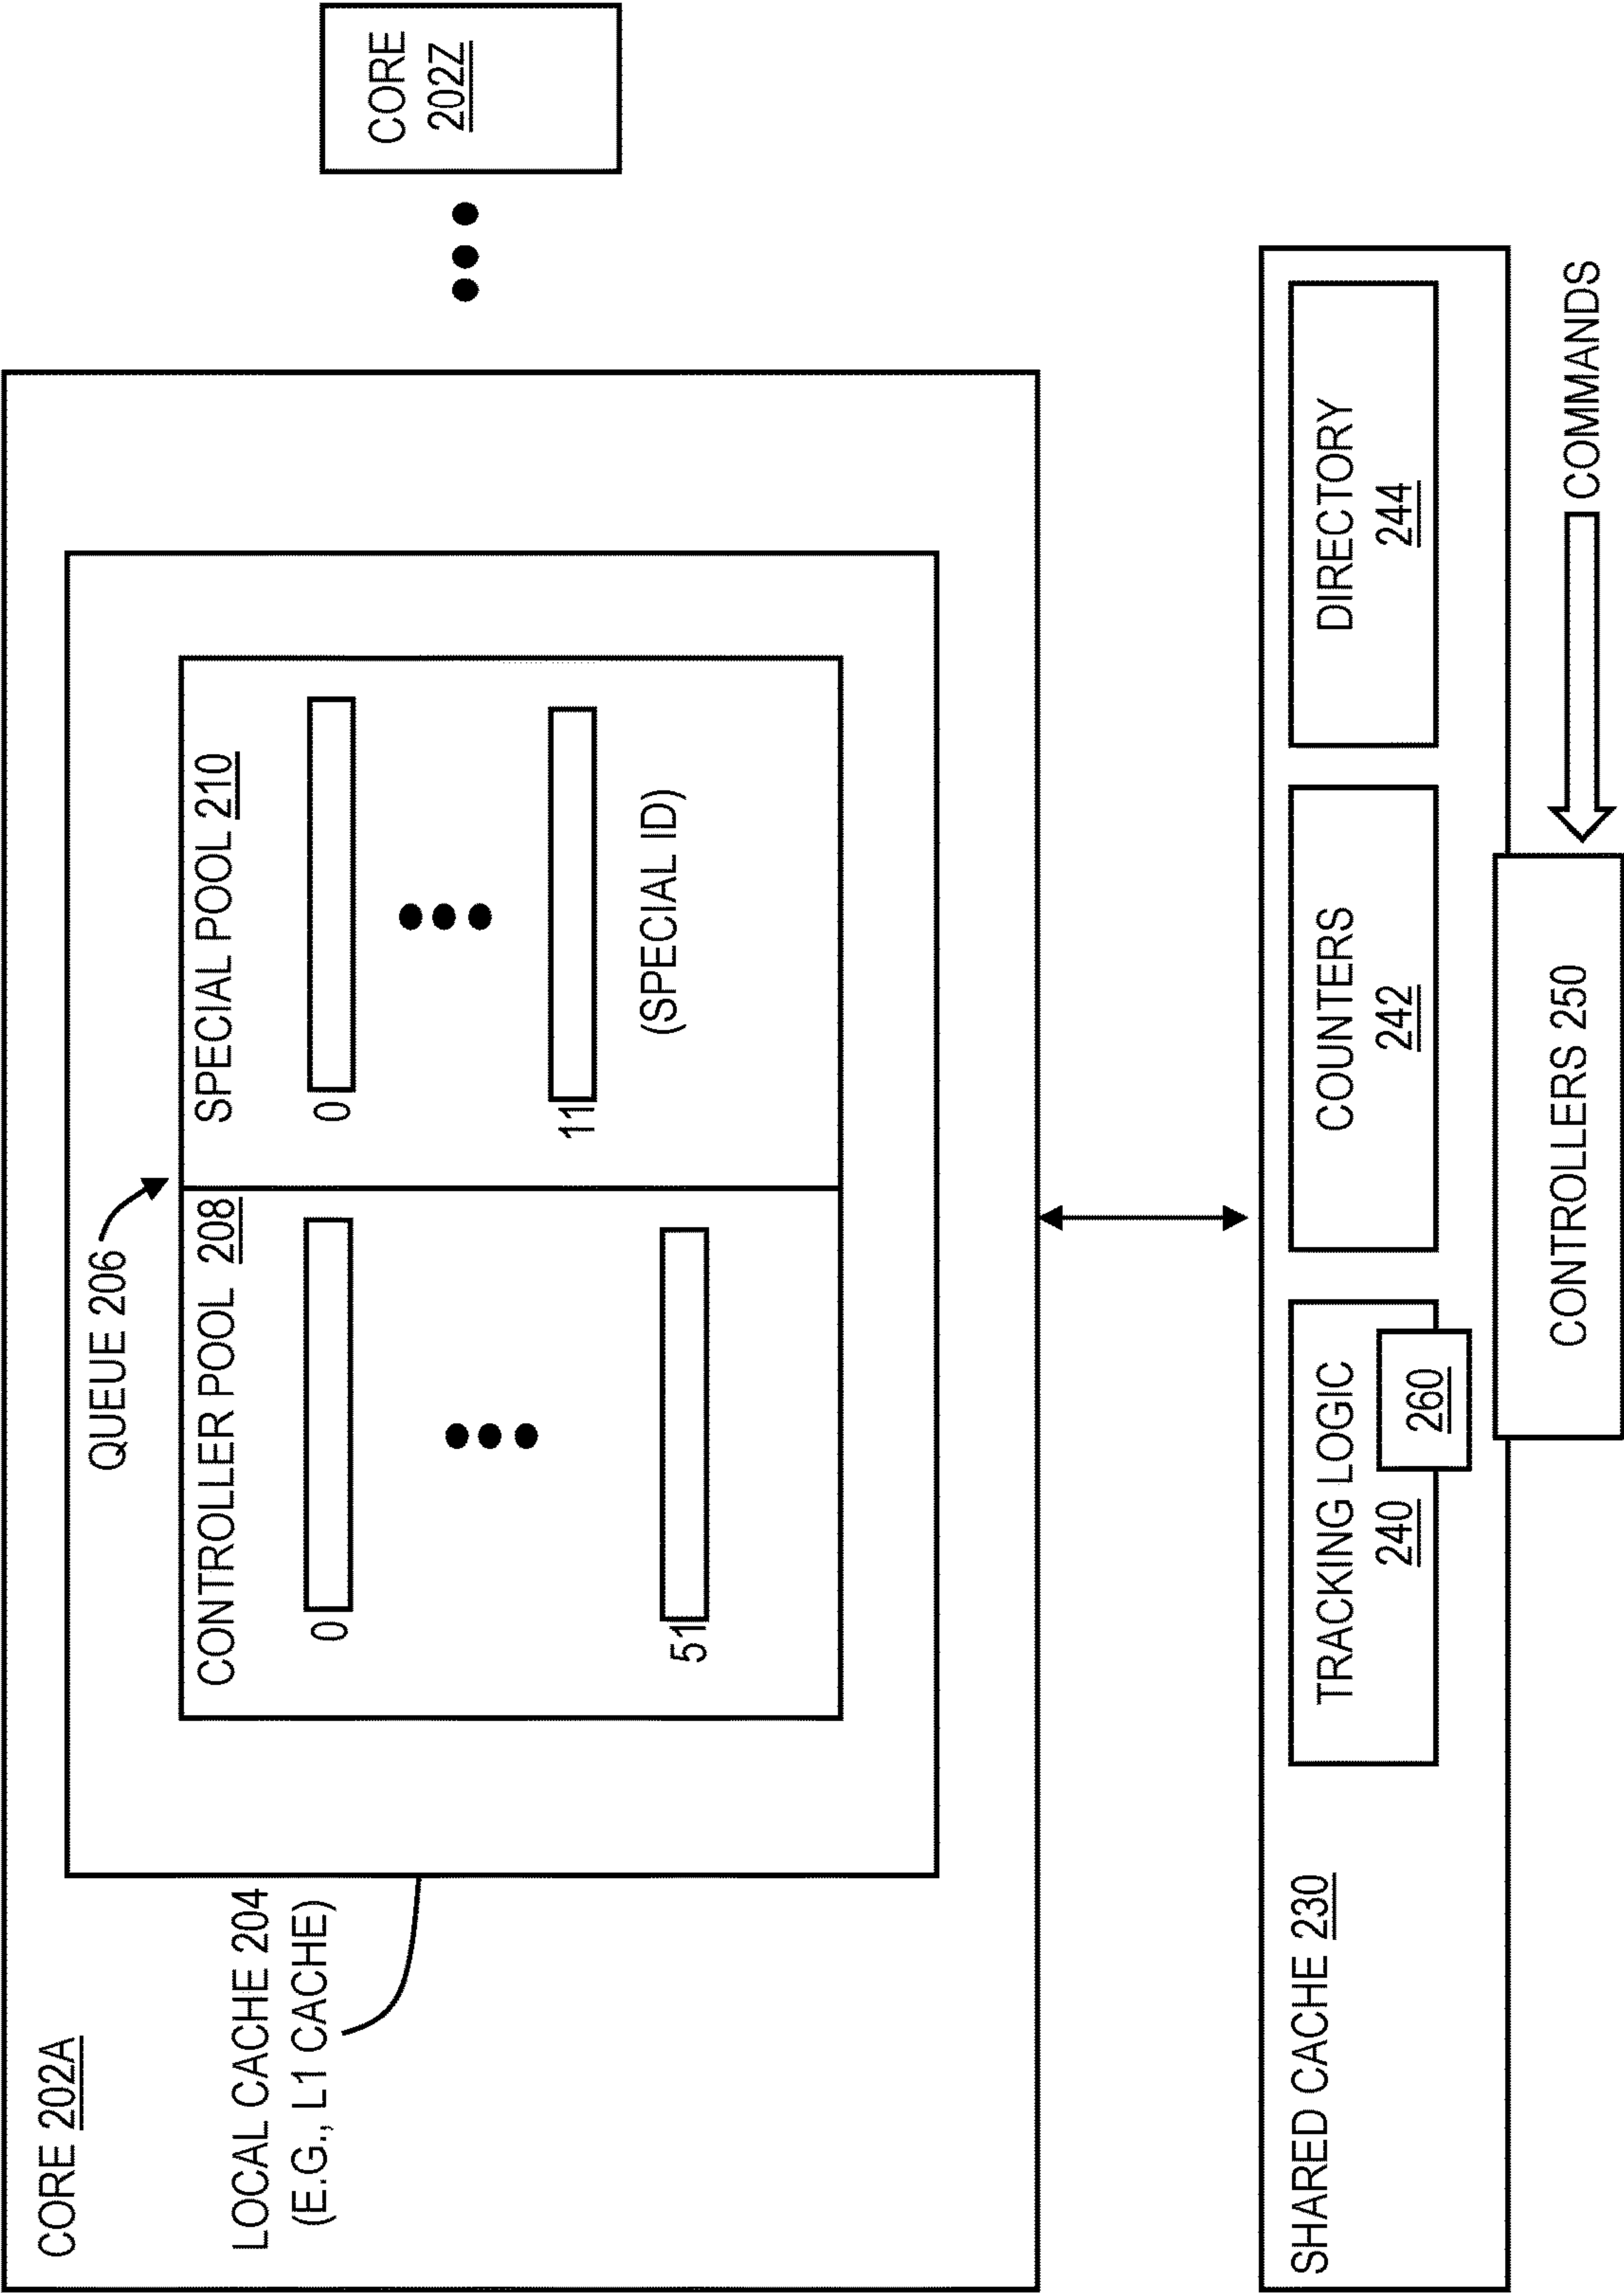 CORE 202A
CORE
202Z
LOCAL CACHE 204
(E.G., L1 CACHE)
QUEUE 206
CONTROLLER POOL 208
0
51
SPECIAL POOL 210
0
11
(SPECIAL ID)
SHARED CACHE 230
TRACKING LOGIC
240
260
COUNTERS
242
DIRECTORY
244
CONTROLLERS 250
COMMANDS